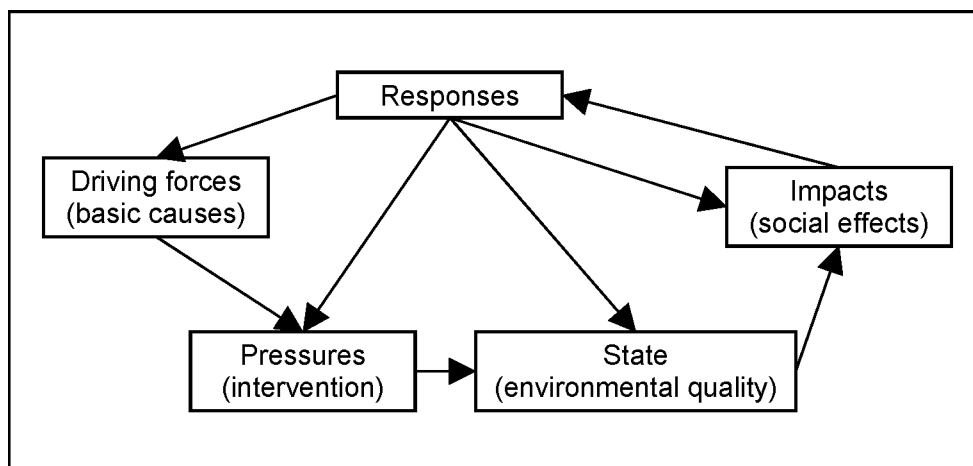 Responses
Driving forces
(basic causes)
Impacts
(social effects)
Pressures
(intervention)
State
(environmental quality)